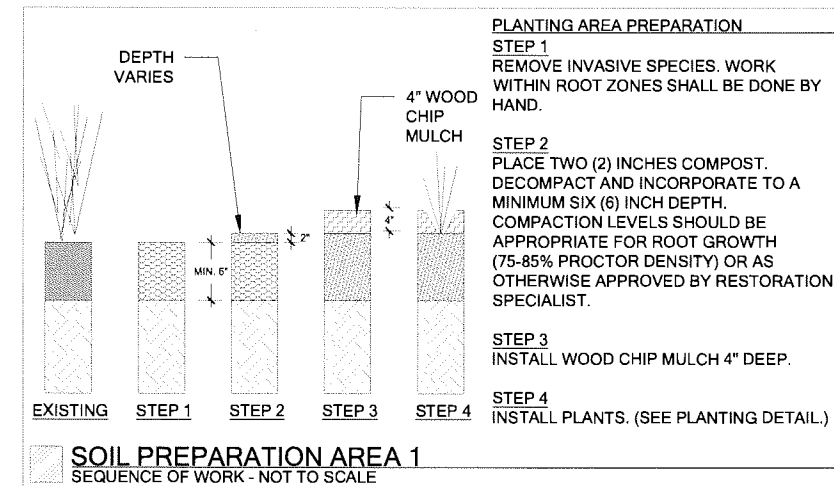 DEPTH
VARIES
4" WOOD
CHIP
MULCH
MIN. 6"
2"
4"
4"
EXISTING
STEP 1
STEP 2
STEP 3
STEP 4
PLANTING AREA PREPARATION
STEP 1
REMOVE INVASIVE SPECIES. WORK
WITHIN ROOT ZONES SHALL BE DONE BY
HAND.
STEP 2
PLACE TWO (2) INCHES COMPOST.
DECOMPACT AND INCORPORATE TO A
MINIMUM SIX (6) INCH DEPTH.
COMPACTION LEVELS SHOULD BE
APPROPRIATE FOR ROOT GROWTH
(75-85% PROCTOR DENSITY) OR AS
OTHERWISE APPROVED BY RESTORATION
SPECIALIST.
STEP 3
INSTALL WOOD CHIP MULCH 4" DEEP.
STEP 4
INSTALL PLANTS. (SEE PLANTING DETAIL.)
SOIL PREPARATION AREA 1
SEQUENCE OF WORK - NOT TO SCALE